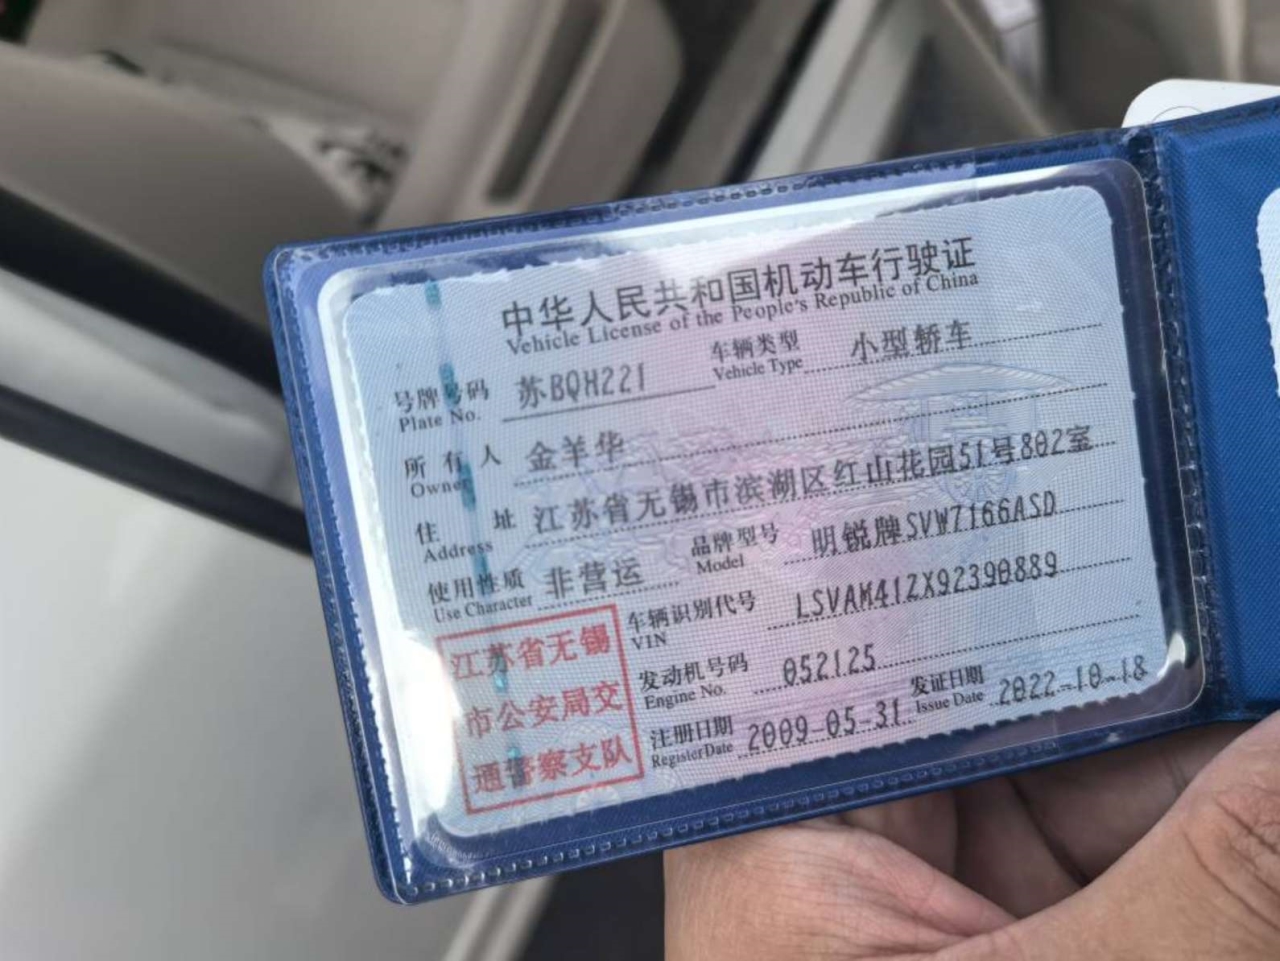 中华人民共和国机动车行驶证
Vehicle License of the People's Republic of China
号牌号码 苏BQH221 车辆类型 小型轿车
Plate No. Vehicle Type
所有人 金羊华
Owner
住址 江苏省无锡市滨湖区红山花园51号802室
Address
使用性质 非营运 品牌型号 明锐牌SVW7166ASD
Use Character Model
车辆识别代号 LSVAM41ZX92390889
VIN
发动机号码 052125
Engine No.
注册日期 2009-05-31 发证日期 2022-10-18
Register Date Issue Date
江苏省无锡
市公安局交
通警察支队